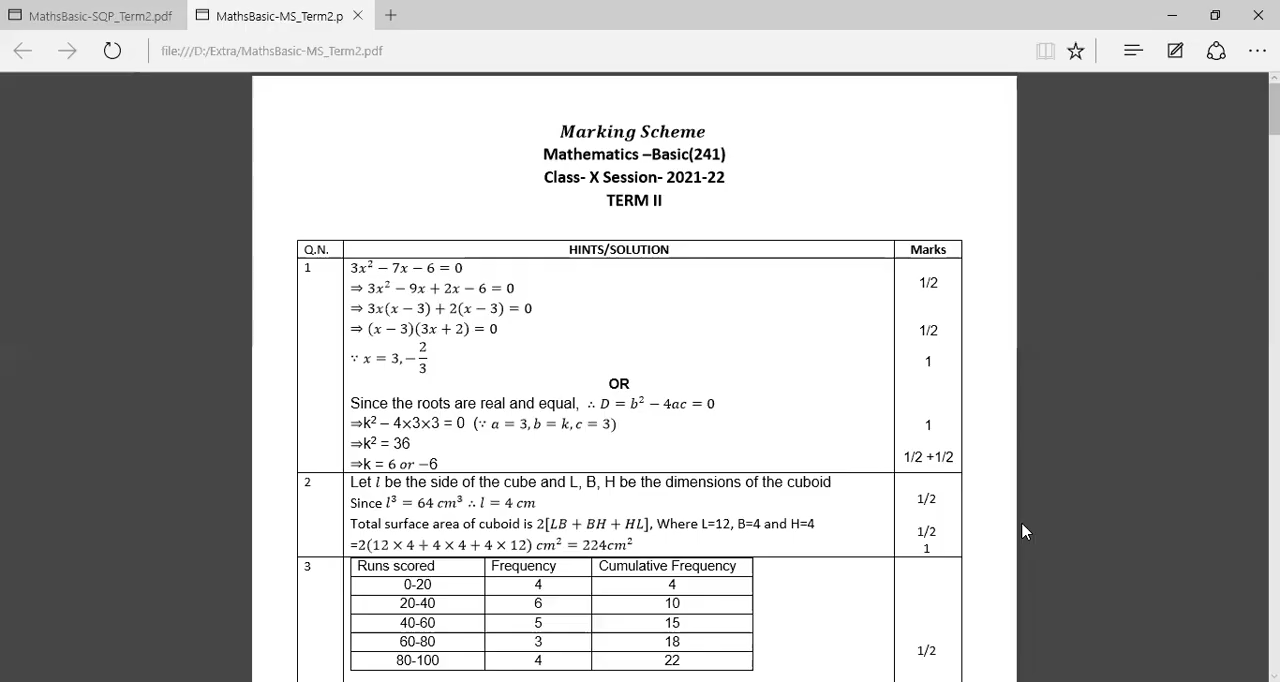 MathsBasic-SQP_Term2.pdf
MathsBasic-MS_Term2.p
file:///D:/Extra/MathsBasic-MS_Term2.pdf
Marking Scheme
Mathematics –Basic(241)
Class- X Session- 2021-22
TERM II
Q.N. HINTS/SOLUTION Marks
1 3x² − 7x − 6 = 0
⇒ 3x² − 9x + 2x − 6 = 0 1/2
⇒ 3x(x − 3) + 2(x − 3) = 0
⇒ (x − 3)(3x + 2) = 0 1/2
∵ x = 3, −2/3 1
OR
Since the roots are real and equal, ∴ D = b² − 4ac = 0
⇒k² – 4×3×3 = 0 (∵ a = 3, b = k, c = 3) 1
⇒k² = 36
⇒k = 6 or −6 1/2 +1/2
2 Let l be the side of the cube and L, B, H be the dimensions of the cuboid
Since l³ = 64 cm³ ∴ l = 4 cm 1/2
Total surface area of cuboid is 2[LB + BH + HL], Where L=12, B=4 and H=4 1/2
=2(12 × 4 + 4 × 4 + 4 × 12) cm² = 224cm² 1
3 Runs scored Frequency Cumulative Frequency
0-20 4 4
20-40 6 10
40-60 5 15
60-80 3 18
1/2
80-100 4 22